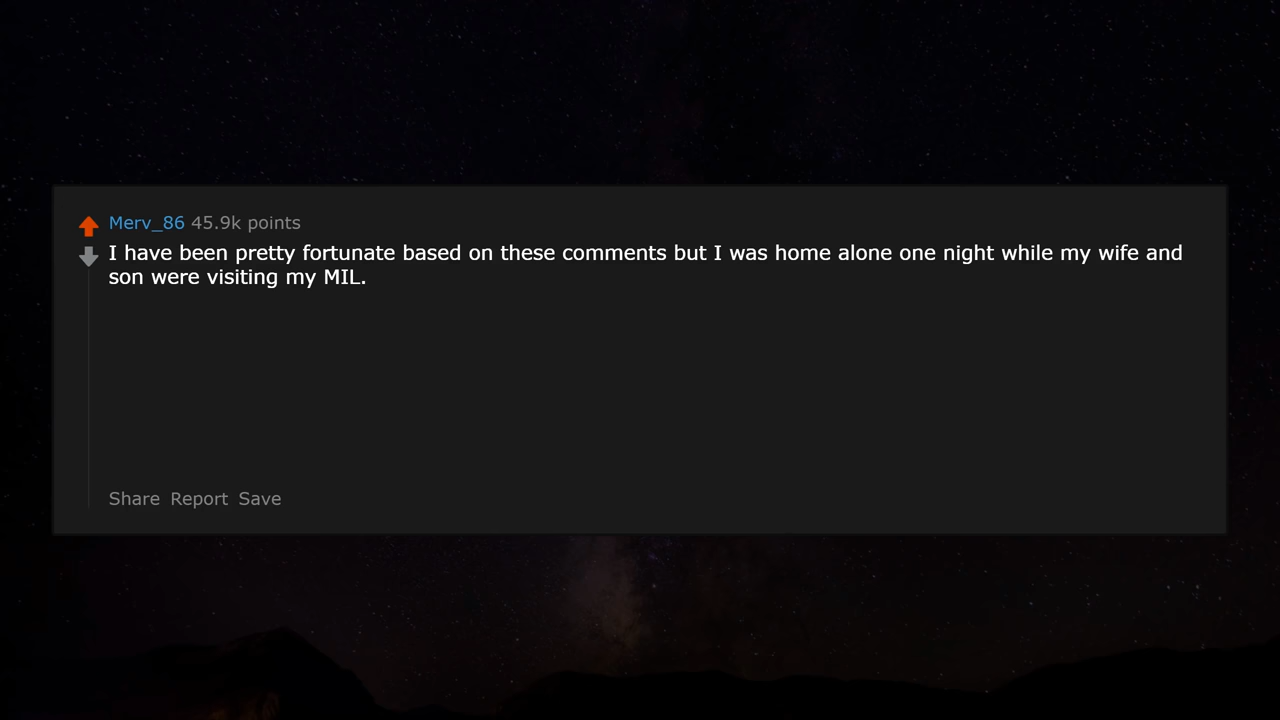 Merv_86 45.9k points
I have been pretty fortunate based on these comments but I was home alone one night while my wife and
son were visiting my MIL.
Share Report Save